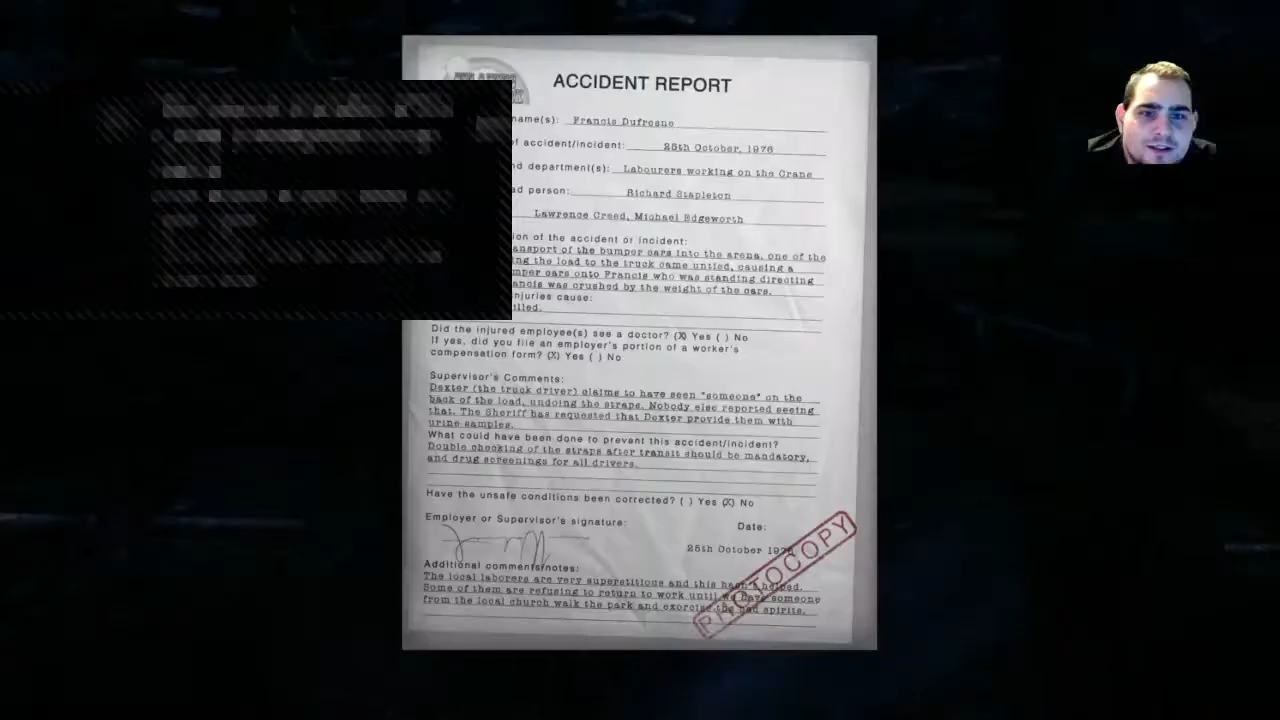 ACCIDENT REPORT
name(s): Francis Dufresne
of accident/incident: 25th October, 1976
nd department(s): Labourers working on the Crane
ad person: Richard Stapleton
Lawrence Creed, Michael Edgeworth
ion of the accident or incident:
ansport of the bumper cars into the arena, one of the
ing the load to the truck came untied, causing a
mper cars onto Francis who was standing directing
ancis was crushed by the weight of the cars.
injuries cause:
illed.
Did the injured employee(s) see a doctor? (X) Yes ( ) No
If yes, did you file an employer's portion of a worker's
compensation form? (X) Yes ( ) No
Supervisor's Comments:
Dexter (the truck driver) claims to have seen "someone" on the
back of the load, undoing the straps. Nobody else reported seeing
that. The Sheriff has requested that Dexter provide them with
urine samples.
What could have been done to prevent this accident/incident?
Double checking of the straps after transit should be mandatory,
and drug screenings for all drivers.
Have the unsafe conditions been corrected? ( ) Yes (X) No
Employer or Supervisor's signature:
Date:
25th October 1976
Additional comments/notes:
The local laborers are very superstitious and this hasn't helped.
Some of them are refusing to return to work until we have someone
from the local church walk the park and exorcise the bad spirits.
PHOTOCOPY